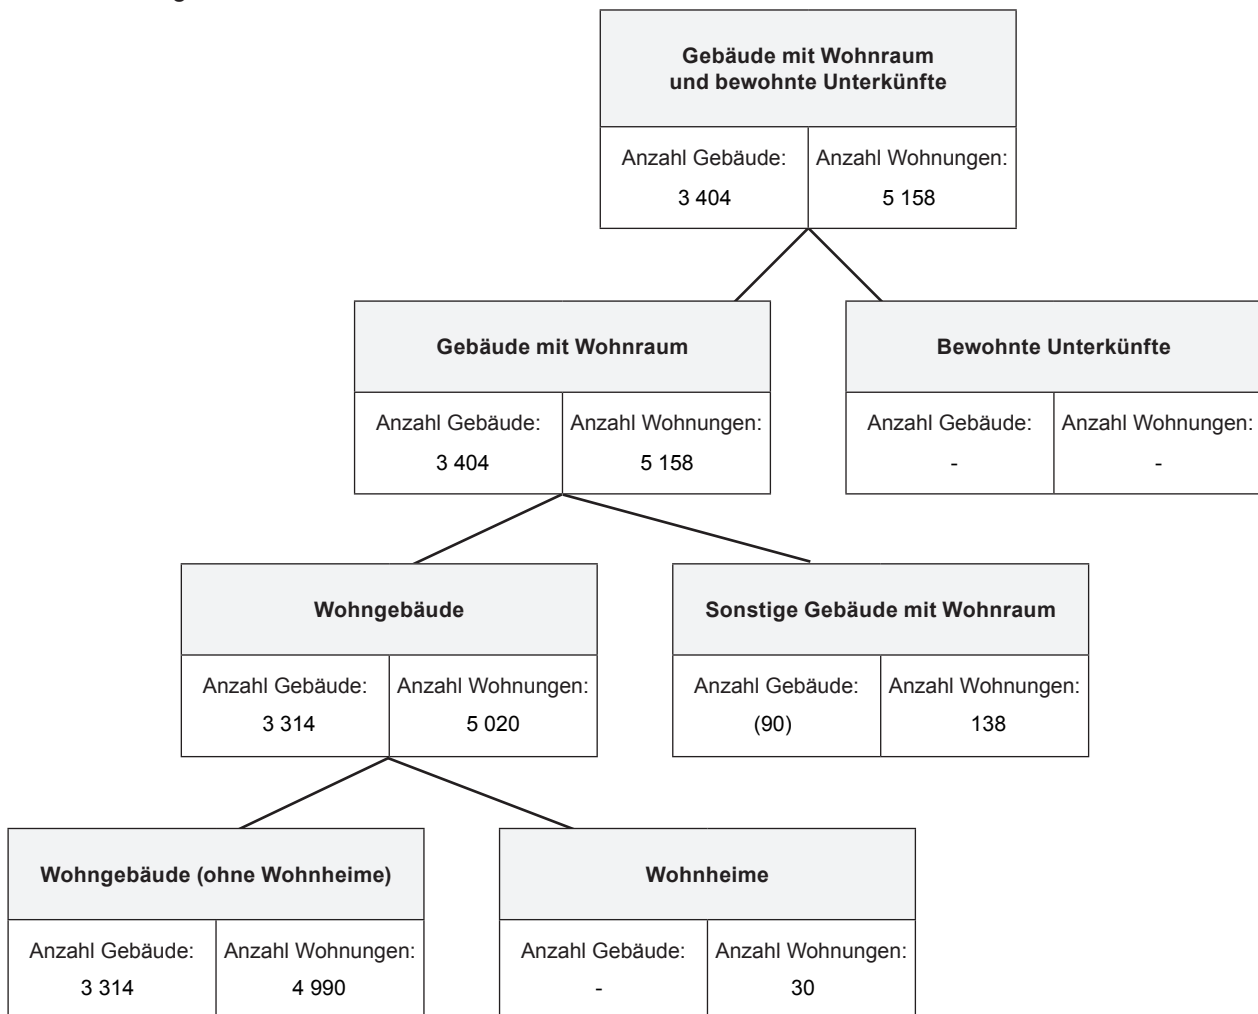 Gebäude mit Wohnraum
und bewohnte Unterkünfte
Anzahl Gebäude: Anzahl Wohnungen:
3 404 5 158
Gebäude mit Wohnraum Bewohnte Unterkünfte
Anzahl Gebäude: Anzahl Wohnungen: Anzahl Gebäude: Anzahl Wohnungen:
3 404 5 158 - -
Wohngebäude Sonstige Gebäude mit Wohnraum
Anzahl Gebäude: Anzahl Wohnungen: Anzahl Gebäude: Anzahl Wohnungen:
3 314 5 020 (90) 138
Wohngebäude (ohne Wohnheime) Wohnheime
Anzahl Gebäude: Anzahl Wohnungen: Anzahl Gebäude: Anzahl Wohnungen:
3 314 4 990 - 30